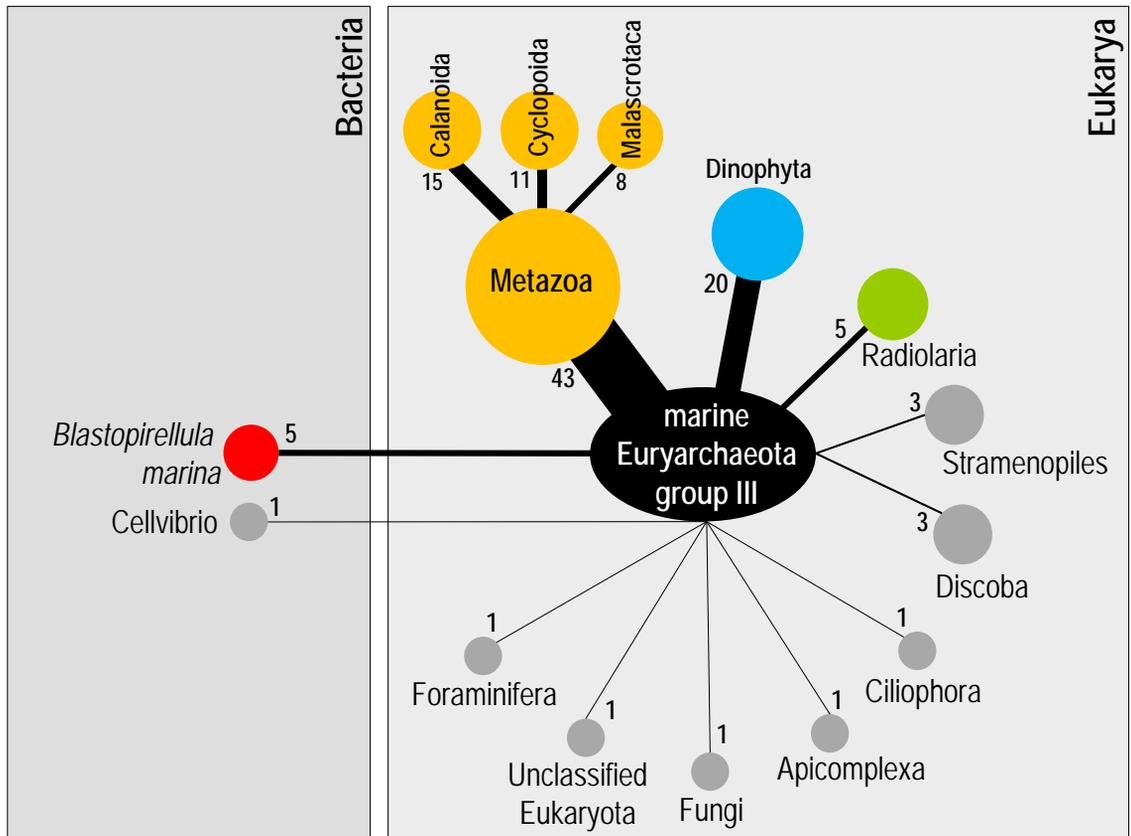 Bacteria
Eukarya
Calanoida
15
Cyclopoida
11
Malascrotaca
8
Metazoa
43
Dinophyta
20
5
Radiolaria
3
Stramenopiles
3
Discoba
marine
Euryarchaeota
group III
Blastopirellula
marina
5
Cellvibrio
1
1
Foraminifera
1
Unclassified
Eukaryota
1
Fungi
1
Apicomplexa
1
Ciliophora